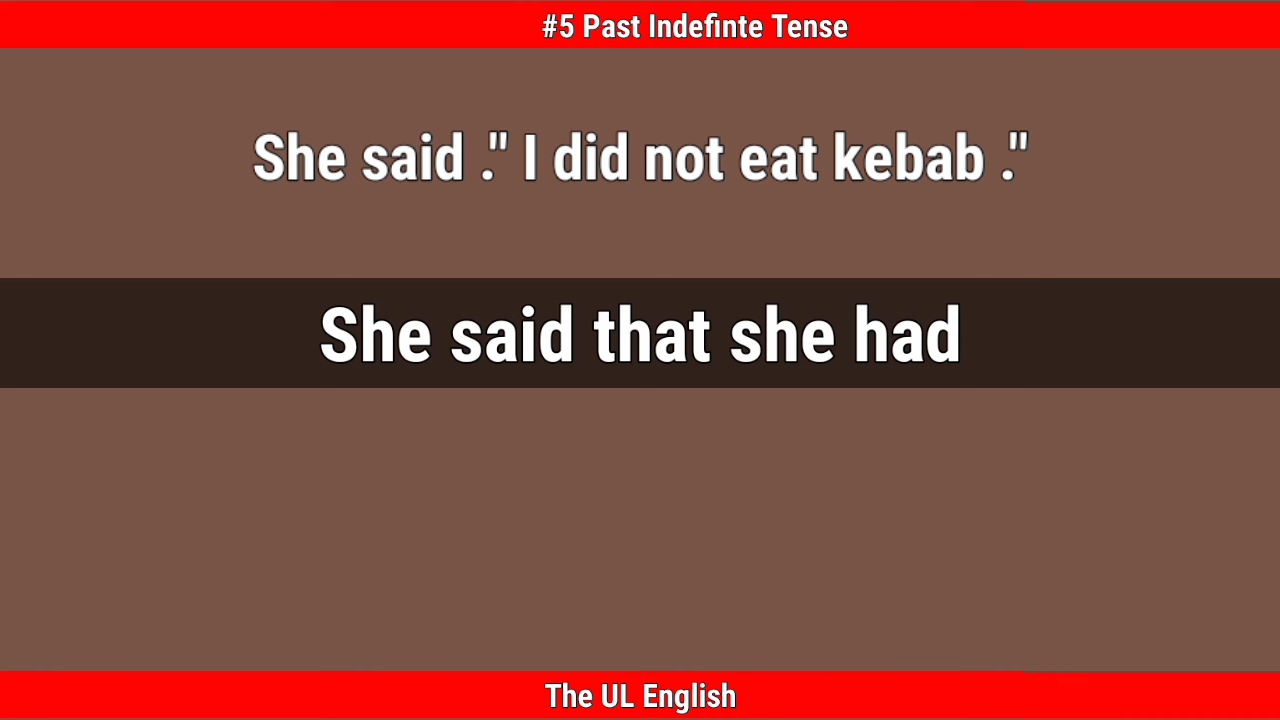 #5 Past Indefinte Tense
She said ." I did not eat kebab ."
She said that she had
The UL English